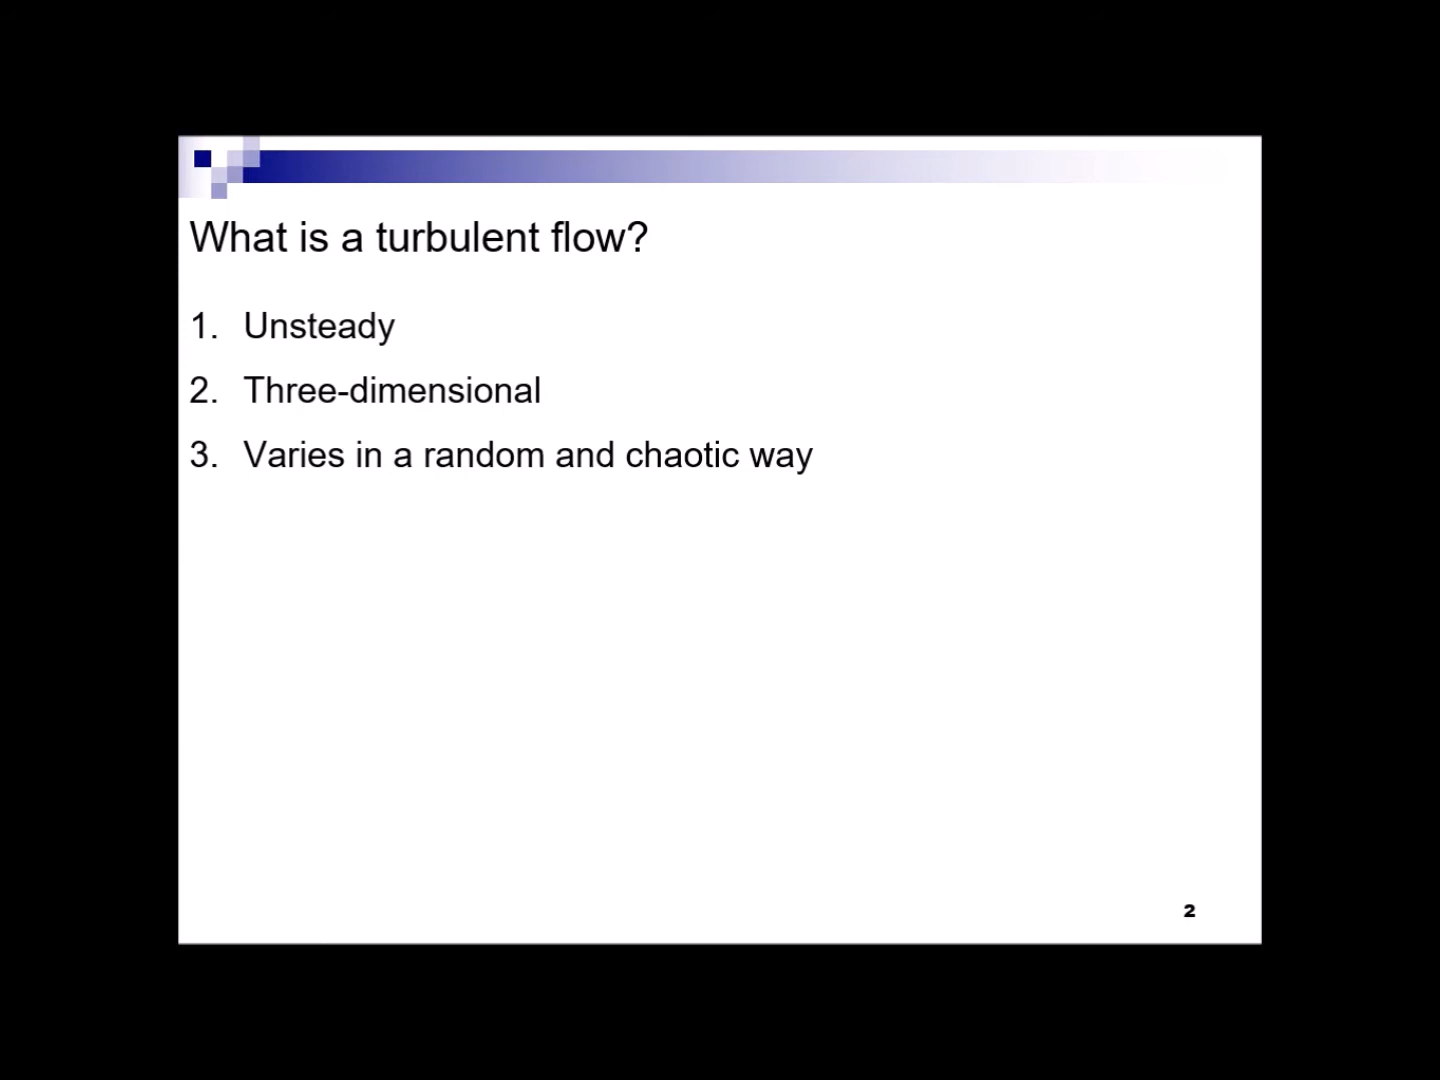 What is a turbulent flow?
1. Unsteady
2. Three-dimensional
3. Varies in a random and chaotic way
2